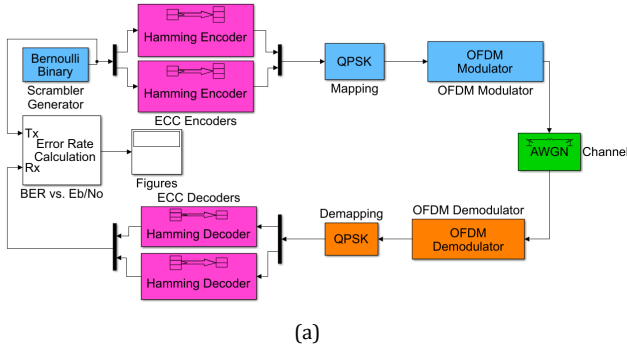 Bernoulli
Binary
Scrambler
Generator
Hamming Encoder
Hamming Encoder
ECC Encoders
QPSK
Mapping
OFDM
Modulator
OFDM Modulator
AWGN
Channel
Tx
Rx
Error Rate
Calculation
BER vs. Eb/No
Figures
ECC Decoders
Hamming Decoder
Hamming Decoder
Demapping
QPSK
OFDM Demodulator
OFDM
Demodulator
(a)